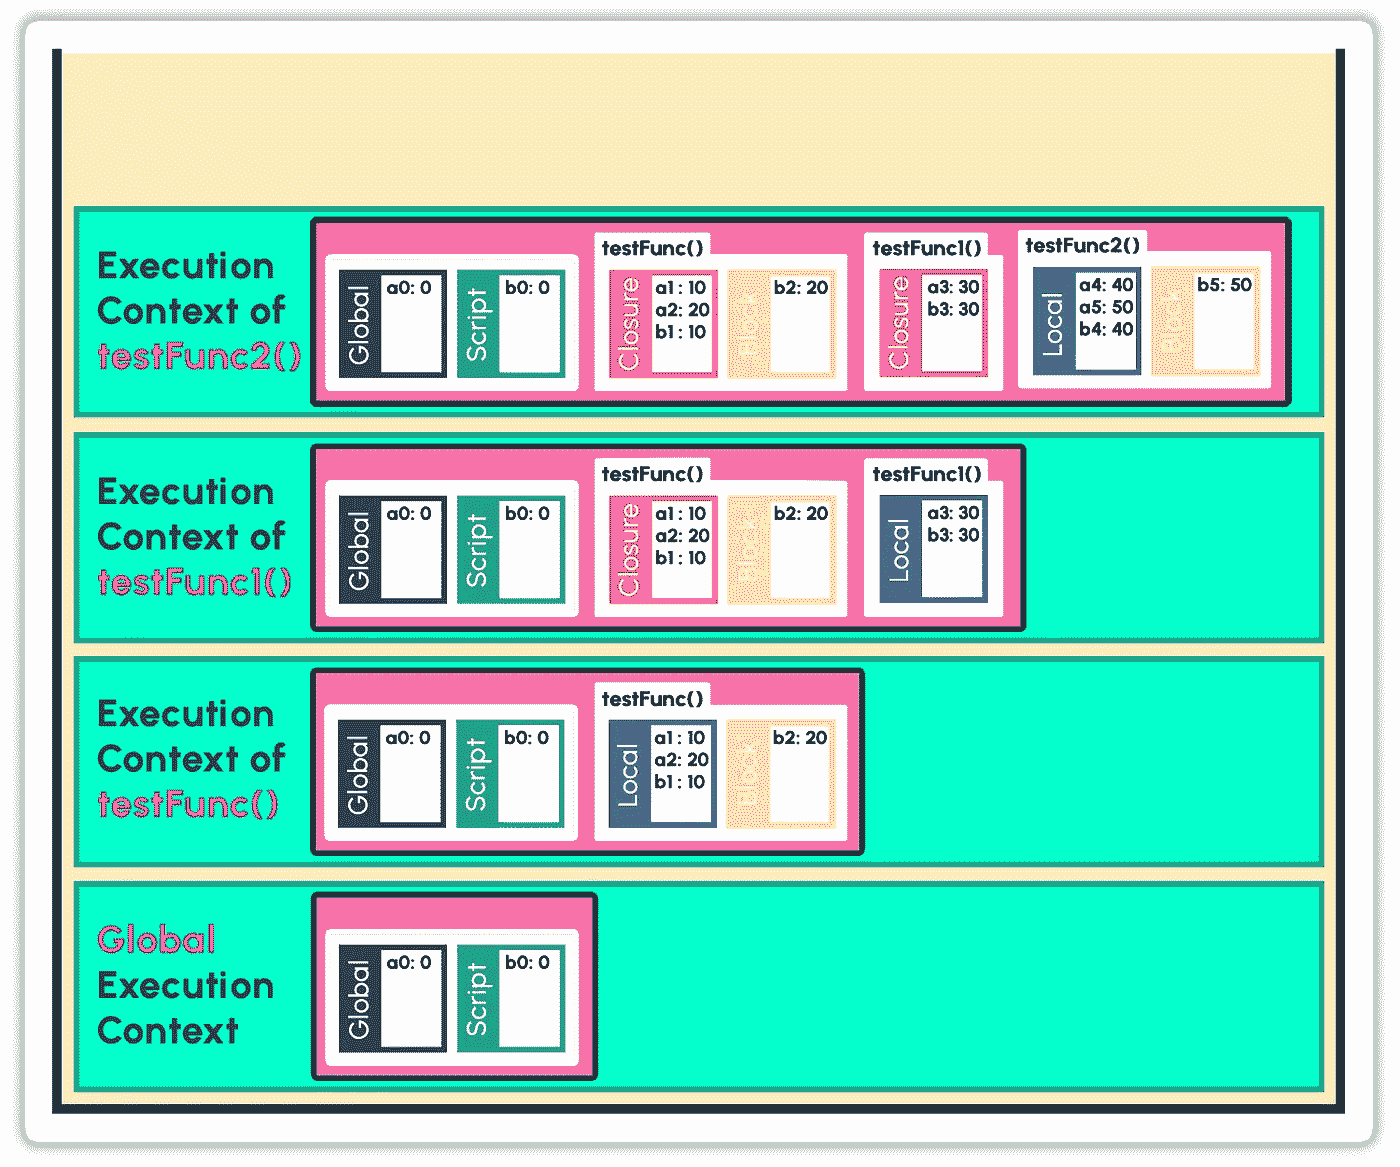 Execution
Context of
testFunc2()
Global
a0: 0
Script
b0: 0
testFunc()
Closure
a1 : 10
a2: 20
b1 : 10
Block
b2: 20
testFunc1()
Closure
a3: 30
b3: 30
testFunc2()
Local
a4: 40
a5: 50
b4: 40
Block
b5: 50
Execution
Context of
testFunc1()
Global
a0: 0
Script
b0: 0
testFunc()
Closure
a1 : 10
a2: 20
b1 : 10
Block
b2: 20
testFunc1()
Local
a3: 30
b3: 30
Execution
Context of
testFunc()
Global
a0: 0
Script
b0: 0
testFunc()
Local
a1 : 10
a2: 20
b1 : 10
Block
b2: 20
Global
Execution
Context
Global
a0: 0
Script
b0: 0